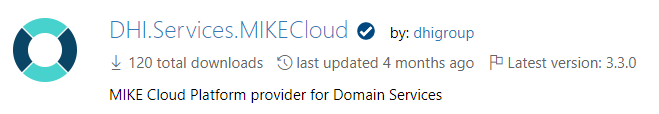 DHI.Services.MIKECloud by: dhigroup
120 total downloads last updated 4 months ago Latest version: 3.3.0
MIKE Cloud Platform provider for Domain Services